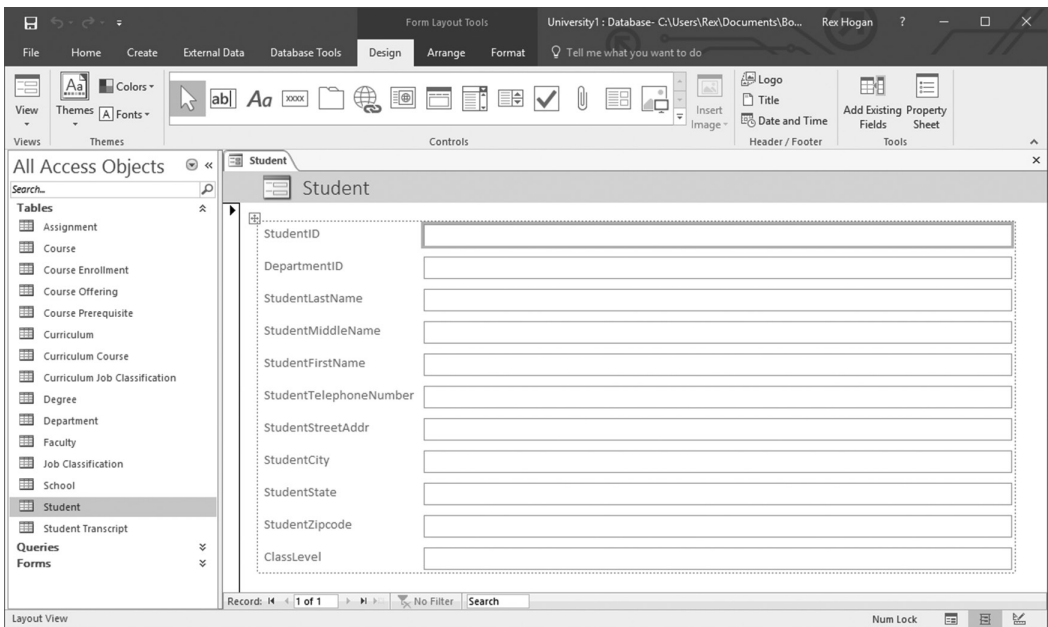 Form Layout Tools University1 : Database- C:\Users\Rex\Documents\Bo... Rex Hogan ?
File Home Create External Data Database Tools Design Arrange Format Tell me what you want to do
View
Views
Aa
Themes
Colors
A Fonts
Themes
ab Aa xxxx
Controls
Insert
Image
Logo
Title
Date and Time
Header / Footer
Add Existing
Fields
Property
Sheet
Tools
All Access Objects
Search...
Tables
Assignment
Course
Course Enrollment
Course Offering
Course Prerequisite
Curriculum
Curriculum Course
Curriculum Job Classification
Degree
Department
Faculty
Job Classification
School
Student
Student Transcript
Queries
Forms
Student
Student
StudentID
DepartmentID
StudentLastName
StudentMiddleName
StudentFirstName
StudentTelephoneNumber
StudentStreetAddr
StudentCity
StudentState
StudentZipcode
ClassLevel
Record: 1 of 1 No Filter Search
Layout View Num Lock